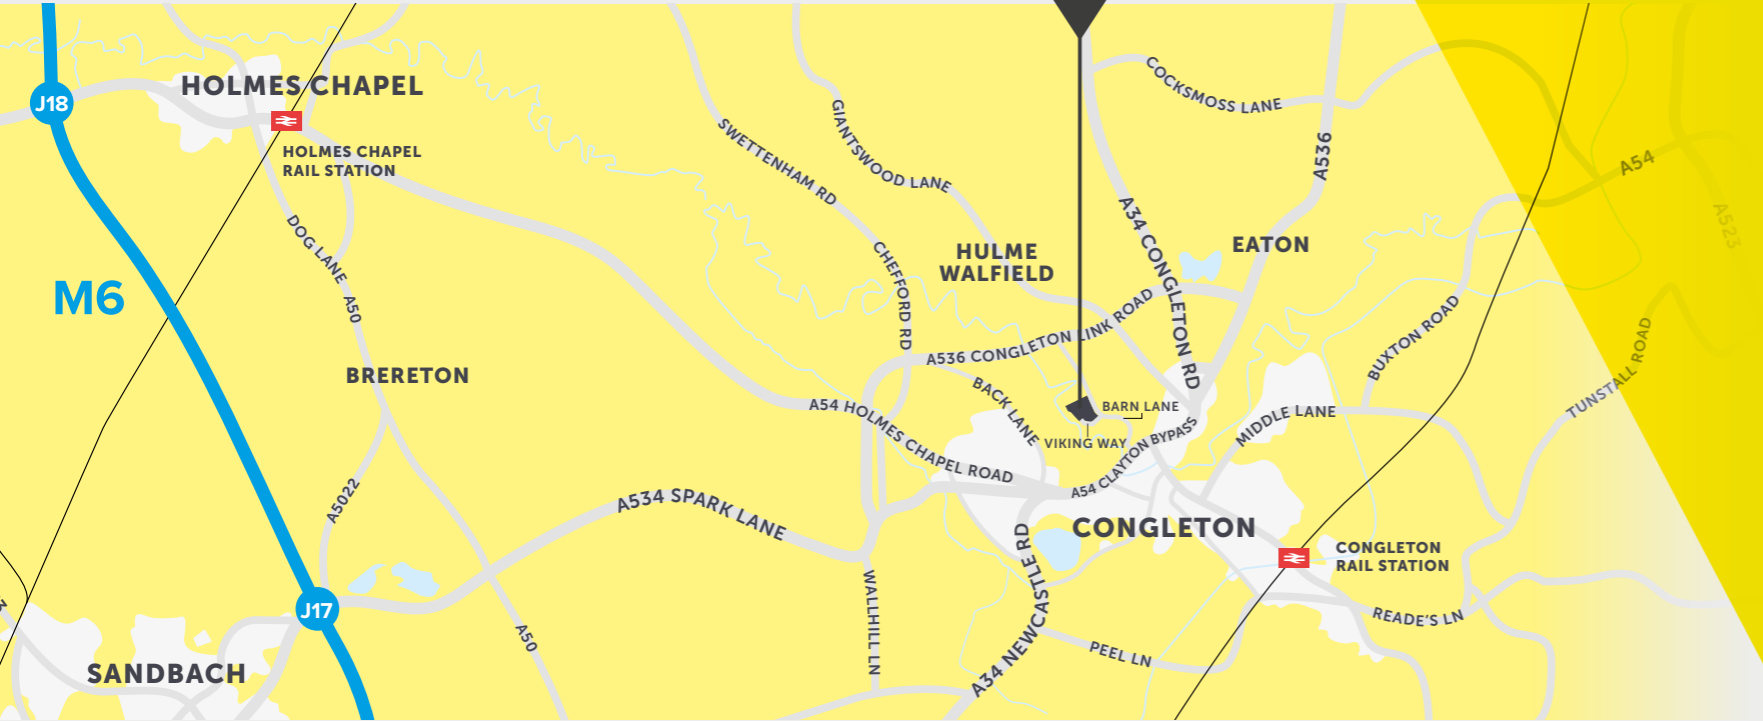 J18
HOLMES CHAPEL
HOLMES CHAPEL
RAIL STATION
DOG LANE
A50
M6
BRERETON
A5022
J17
SANDBACH
A50
A534 SPARK LANE
WALLHILL LN
SWETTENHAM RD
GIANTSWOOD LANE
CHEFFORD RD
HULME
WALFIELD
COCKSMOSS LANE
A536
A34 CONGLETON RD
EATON
A54
A523
A536 CONGLETON LINK ROAD
BACK LANE
BARN LANE
VIKING WAY
A54 HOLMES CHAPEL ROAD
A54 CLAYTON BYPASS
MIDDLE LANE
BUXTON ROAD
TUNSTALL ROAD
CONGLETON
CONGLETON
RAIL STATION
A34 NEWCASTLE RD
PEEL LN
READE'S LN